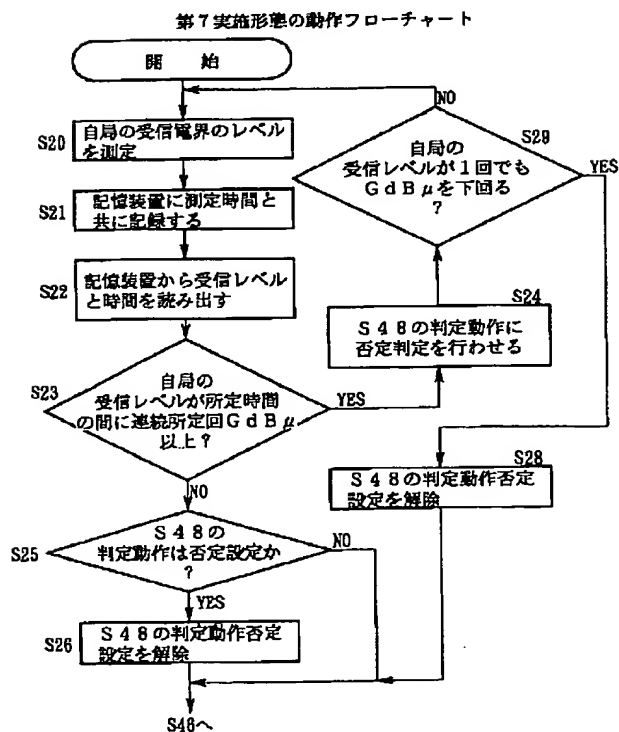 第7実施形態の動作フローチャート
開　始
S20
自局の受信電界のレベル
を測定
S21
記憶装置に測定時間と
共に記録する
S22
記憶装置から受信レベル
と時間を読み出す
S23
自局の
受信レベルが所定時間
の間に連続所定回GdBμ
以上?
YES
NO
S24
S48の判定動作に
否定判定を行わせる
S29
自局の
受信レベルが1回でも
GdBμを下回る
?
NO
YES
S28
S48の判定動作否定
設定を解除
S25
S48の
判定動作は否定設定か
?
NO
YES
S26
S48の判定動作否定
設定を解除
S46へ